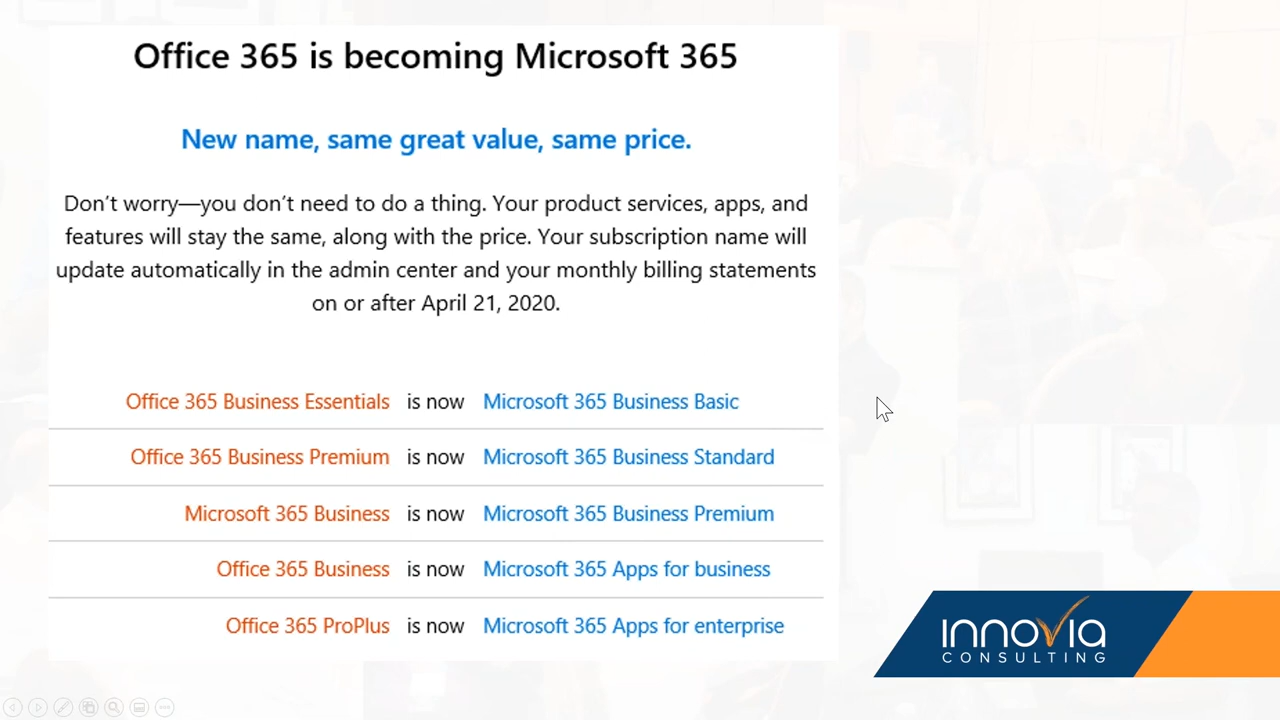 Office 365 is becoming Microsoft 365
New name, same great value, same price.
Don't worry—you don't need to do a thing. Your product services, apps, and
features will stay the same, along with the price. Your subscription name will
update automatically in the admin center and your monthly billing statements
on or after April 21, 2020.
Office 365 Business Essentials is now Microsoft 365 Business Basic
Office 365 Business Premium is now Microsoft 365 Business Standard
Microsoft 365 Business is now Microsoft 365 Business Premium
Office 365 Business is now Microsoft 365 Apps for business
Office 365 ProPlus is now Microsoft 365 Apps for enterprise
innovia
CONSULTING